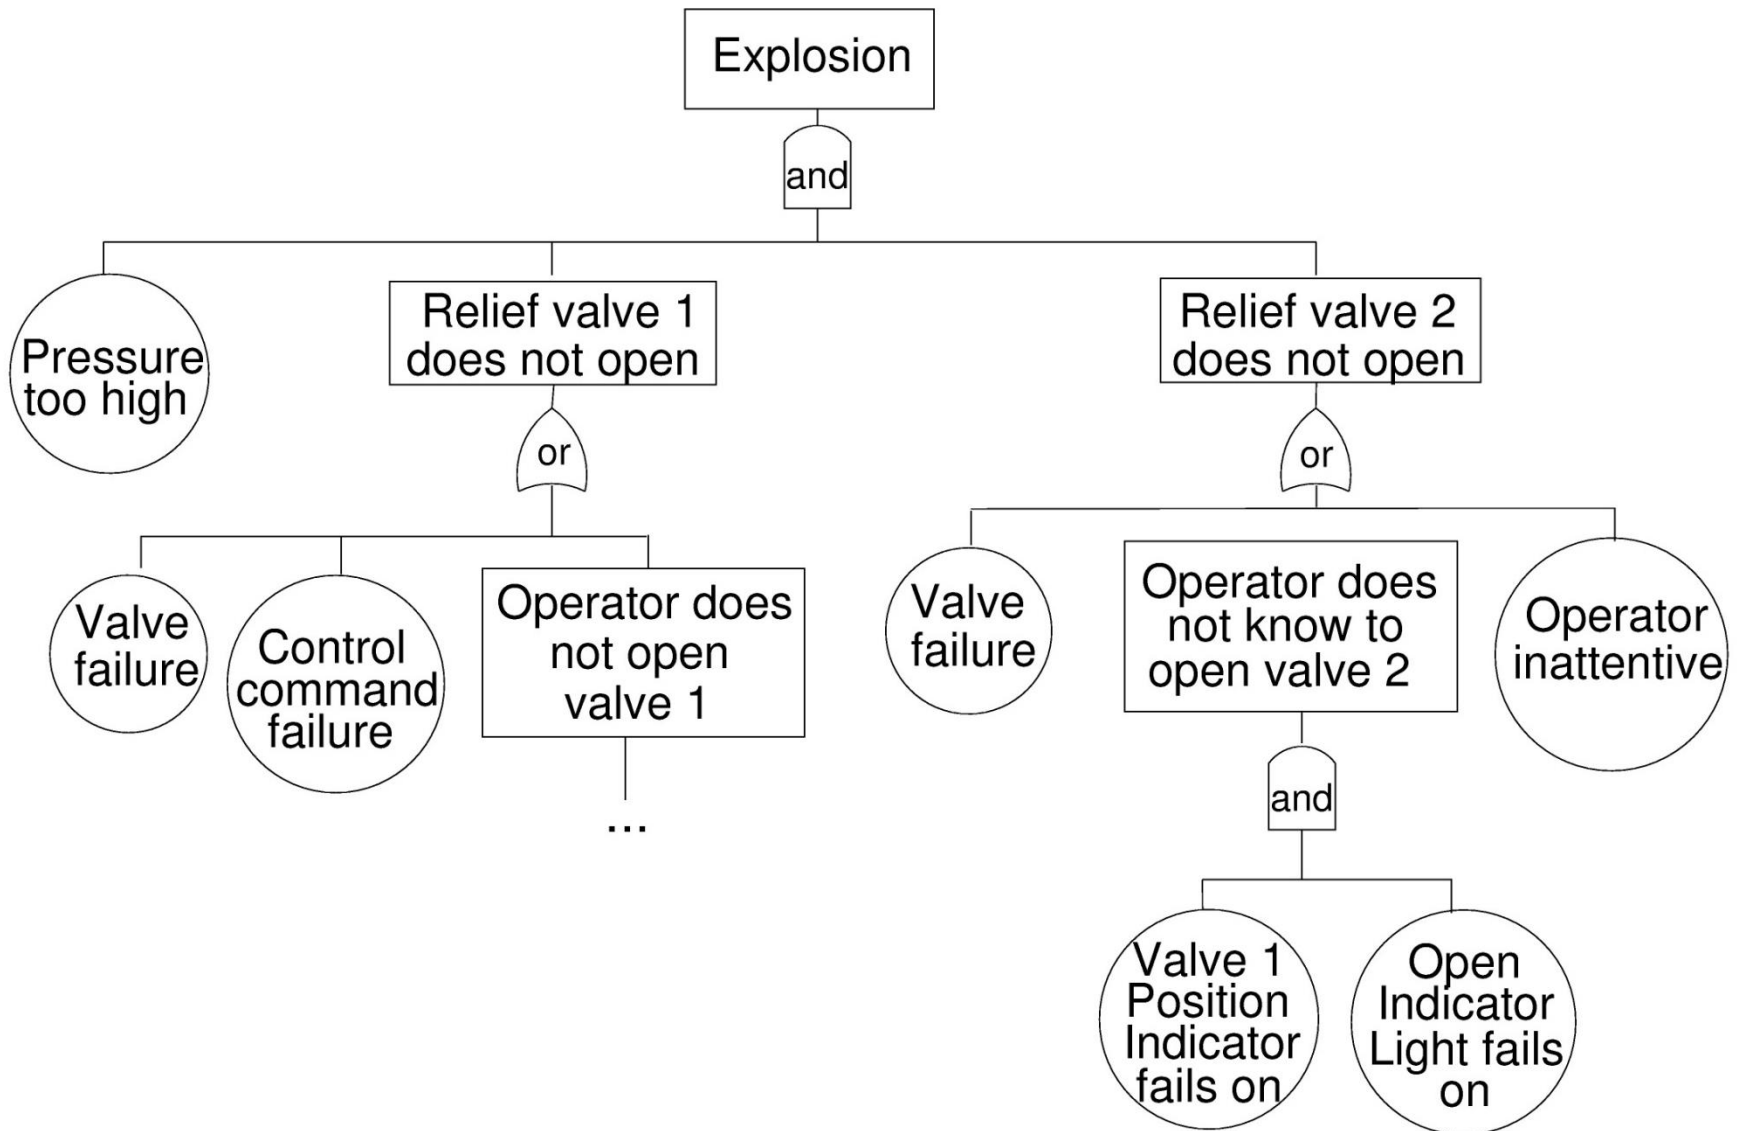 Explosion
and
Pressure
too high
Relief valve 1
does not open
Relief valve 2
does not open
or
or
Valve
failure
Control
command
failure
Operator does
not open
valve 1
...
Valve
failure
Operator does
not know to
open valve 2
Operator
inattentive
and
Valve 1
Position
Indicator
fails on
Open
Indicator
Light fails
on